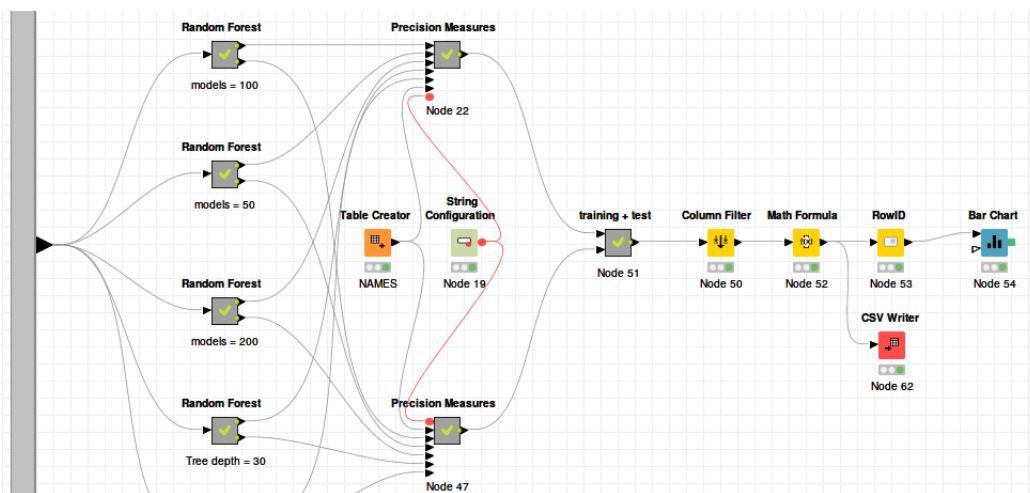 Random Forest
models = 100
Precision Measures
Node 22
Random Forest
models = 50
Table Creator
NAMES
String
Configuration
Node 19
training + test
Node 51
Column Filter
Node 50
Math Formula
f(x)
Node 52
RowID
Node 53
Bar Chart
Node 54
Random Forest
models = 200
CSV Writer
Node 62
Random Forest
Tree depth = 30
Precision Measures
Node 47